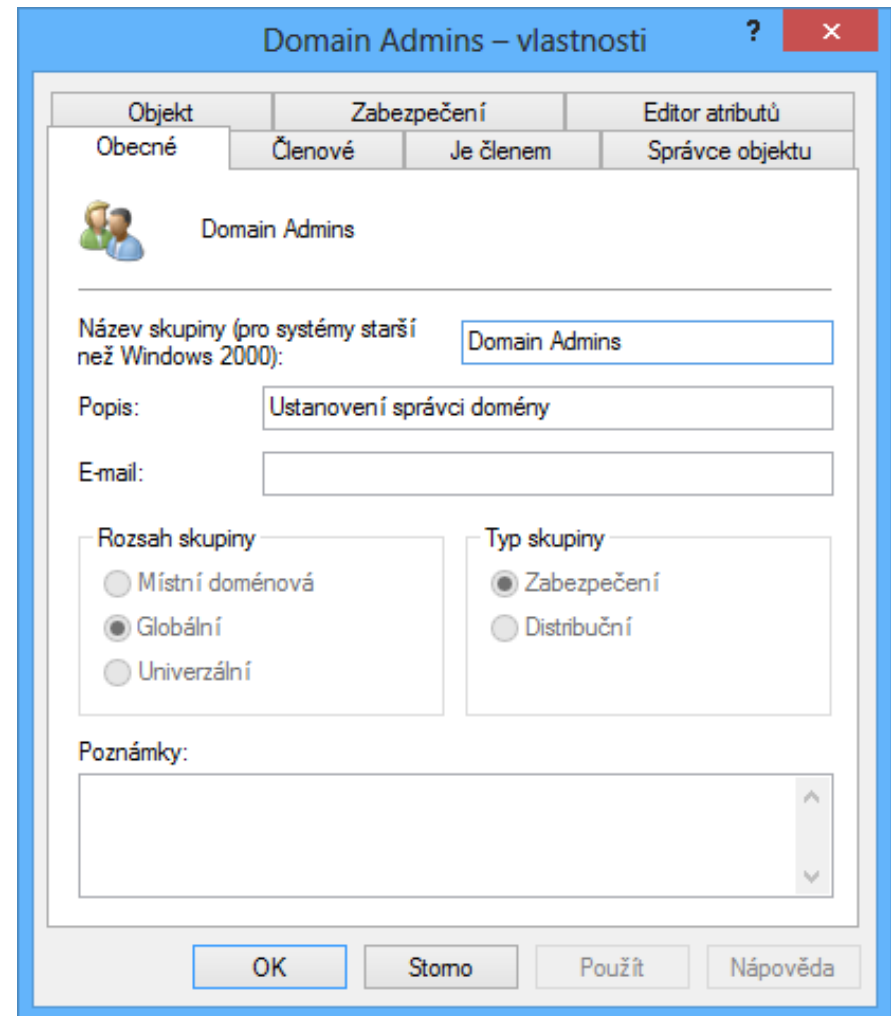 Domain Admins – vlastnosti
?
×
Objekt
Zabezpečení
Editor atributů
Obecné
Členové
Je členem
Správce objektu
Domain Admins
Název skupiny (pro systémy starší
než Windows 2000):
Domain Admins
Popis:
Ustanovení správci domény
E-mail:
Rozsah skupiny
Místní doménová
Globální
Univerzální
Typ skupiny
Zabezpečení
Distribuční
Poznámky:
OK
Storno
Použít
Nápověda